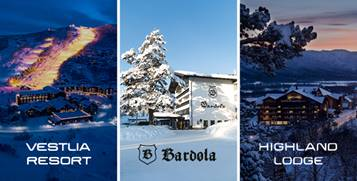 VESTLIA
RESORT
Bardola
B Bardola
HIGHLAND
LODGE